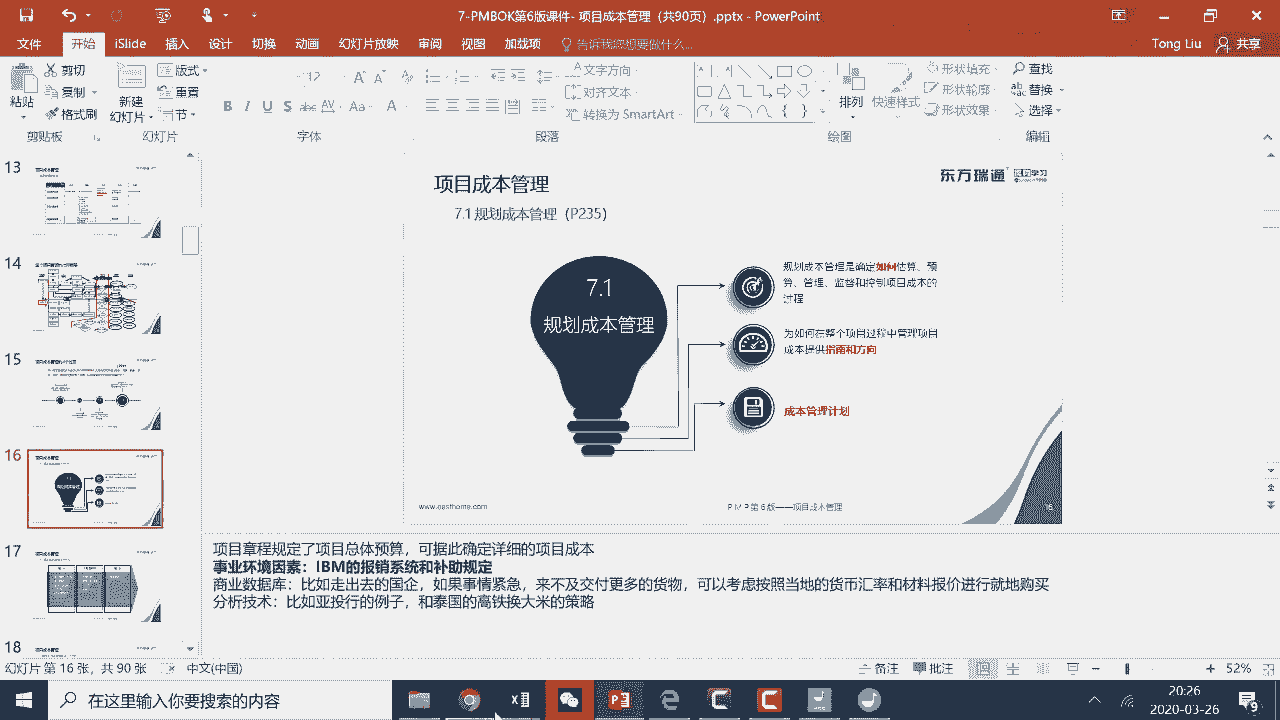 7-PMBOK第6版课件- 项目成本管理（共90页）.pptx - PowerPoint
文件 开始 iSlide 插入 设计 切换 动画 幻灯片放映 审阅 视图 加载项 告诉我您想要做什么... Tong Liu 共享
剪切
复制
格式刷
粘贴
新建
幻灯片
版式
重置
节
12
B I U S abc AV Aa A
文字方向
对齐文本
转换为 SmartArt
排列
快速样式
形状填充
形状轮廓
形状效果
查找
替换
选择
剪贴板 幻灯片 字体 段落 绘图 编辑
13
14
15
16
17
18
项目成本管理
7.1 规划成本管理（P235）
东方瑞通
7.1
规划成本管理
规划成本管理是确定如何估算、预
算、管理、监督和控制项目成本的
过程
为如何在整个项目过程中管理项目
成本提供指南和方向
成本管理计划
PMP第6版——项目成本管理
项目章程规定了项目总体预算，可据此确定详细的项目成本
事业环境因素：IBM的报销系统和补助规定
商业数据库：比如走出去的国企，如果事情紧急，来不及交付更多的货物，可以考虑按照当地的货币汇率和材料报价进行就地购买
分析技术：比如亚投行的例子，和泰国的高铁换大米的策略
幻灯片 第 16 张，共 90 张 中文(中国) 备注 批注 52%
在这里输入你要搜索的内容
20:26
2020-03-26